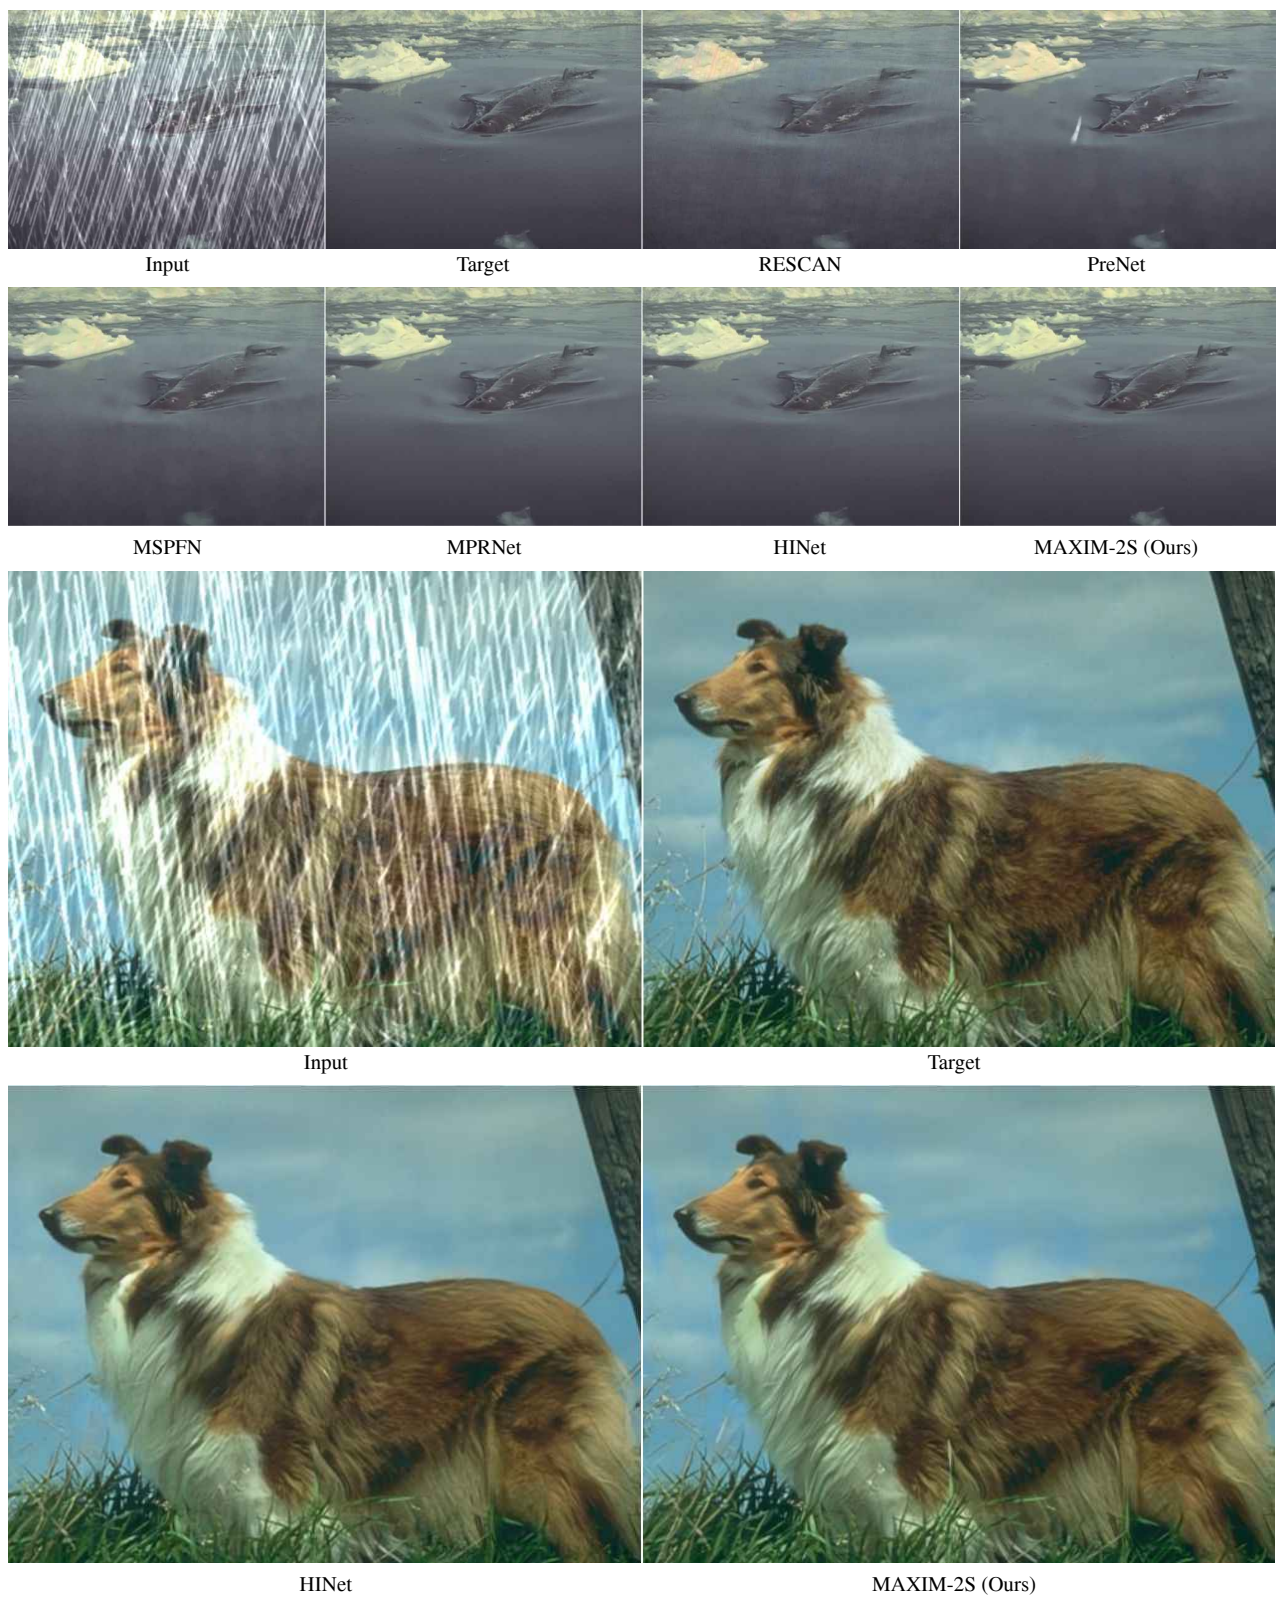 Input
Target
RESCAN
PreNet
MSPFN
MPRNet
HINet
MAXIM-2S (Ours)
Input
Target
HINet
MAXIM-2S (Ours)